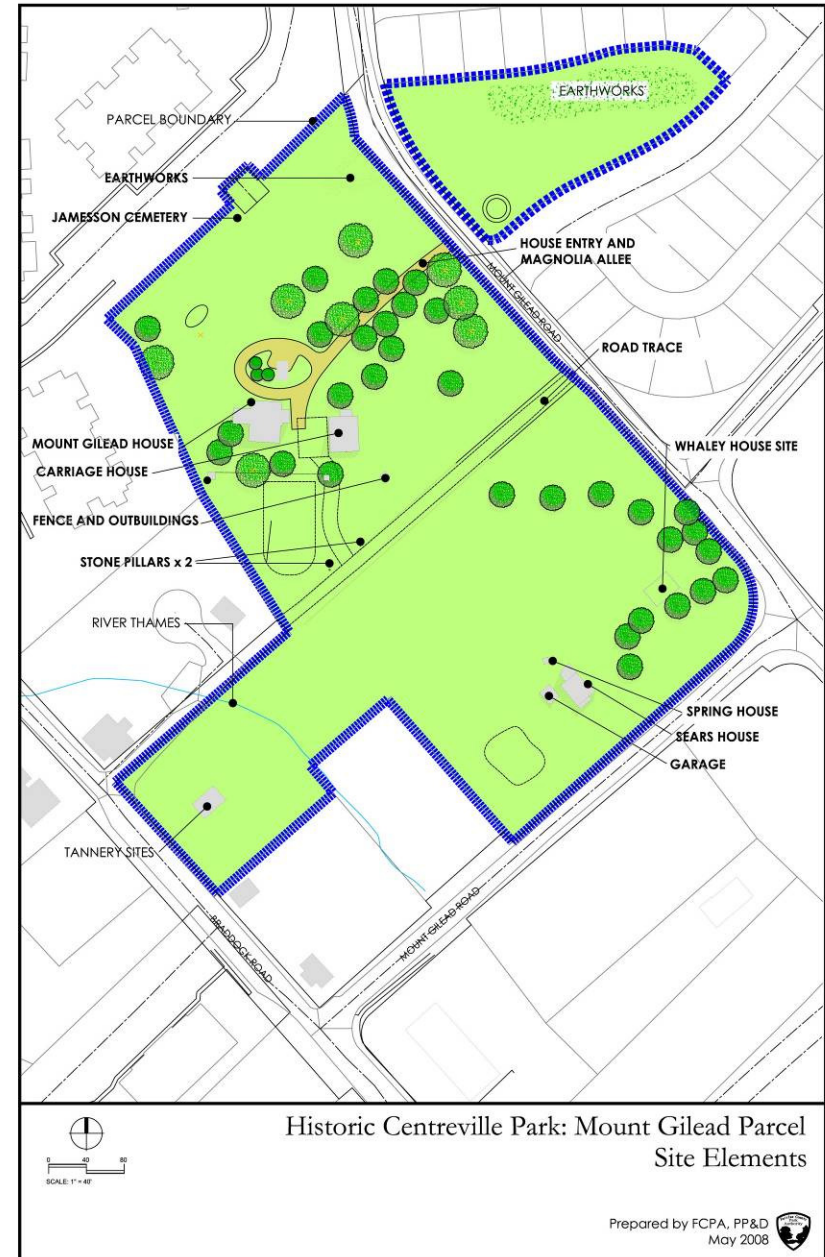 EARTHWORKS
PARCEL BOUNDARY
EARTHWORKS
JAMESSON CEMETERY
HOUSE ENTRY AND
MAGNOLIA ALLEE
MOUNT GILEAD ROAD
ROAD TRACE
MOUNT GILEAD HOUSE
WHALEY HOUSE SITE
CARRIAGE HOUSE
FENCE AND OUTBUILDINGS
STONE PILLARS x 2
RIVER THAMES
SPRING HOUSE
SEARS HOUSE
GARAGE
TANNERY SITES
BRADDOCK ROAD
MOUNT GILEAD ROAD
Historic Centreville Park: Mount Gilead Parcel
Site Elements
0 40 80
SCALE: 1" = 40'
Prepared by FCPA, PP&D
May 2008